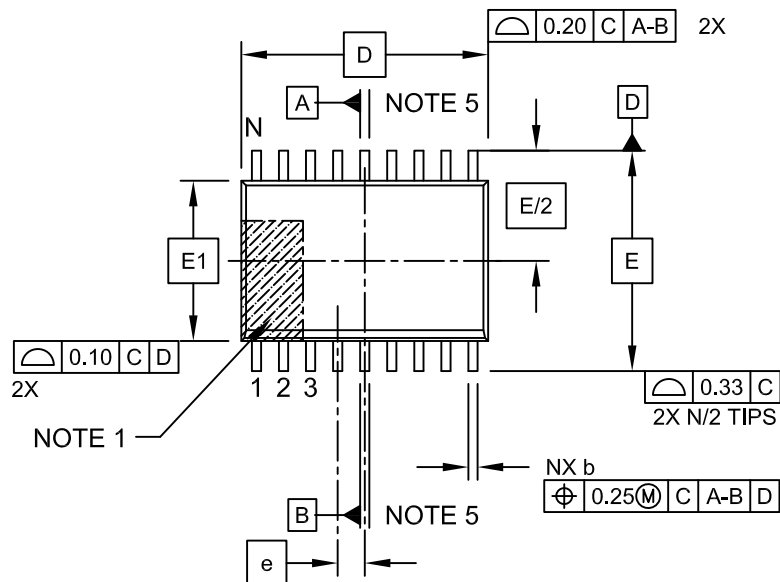 ⌓ 0.20 C A-B 2X
D
A NOTE 5
D
N
E/2
E1
E
⌓ 0.10 C D
2X
1 2 3
⌓ 0.33 C
2X N/2 TIPS
NOTE 1
NX b
⌖ 0.25Ⓜ C A-B D
B NOTE 5
e